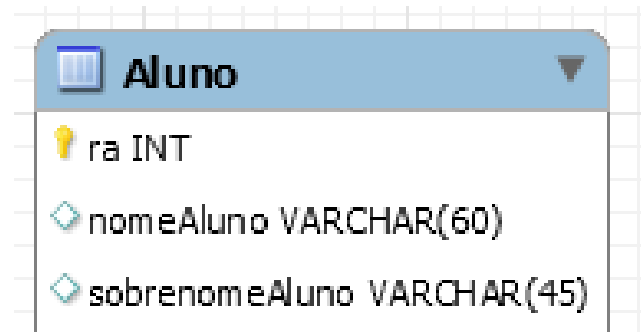 Aluno
ra INT
nomeAluno VARCHAR(60)
sobrenomeAluno VARCHAR(45)